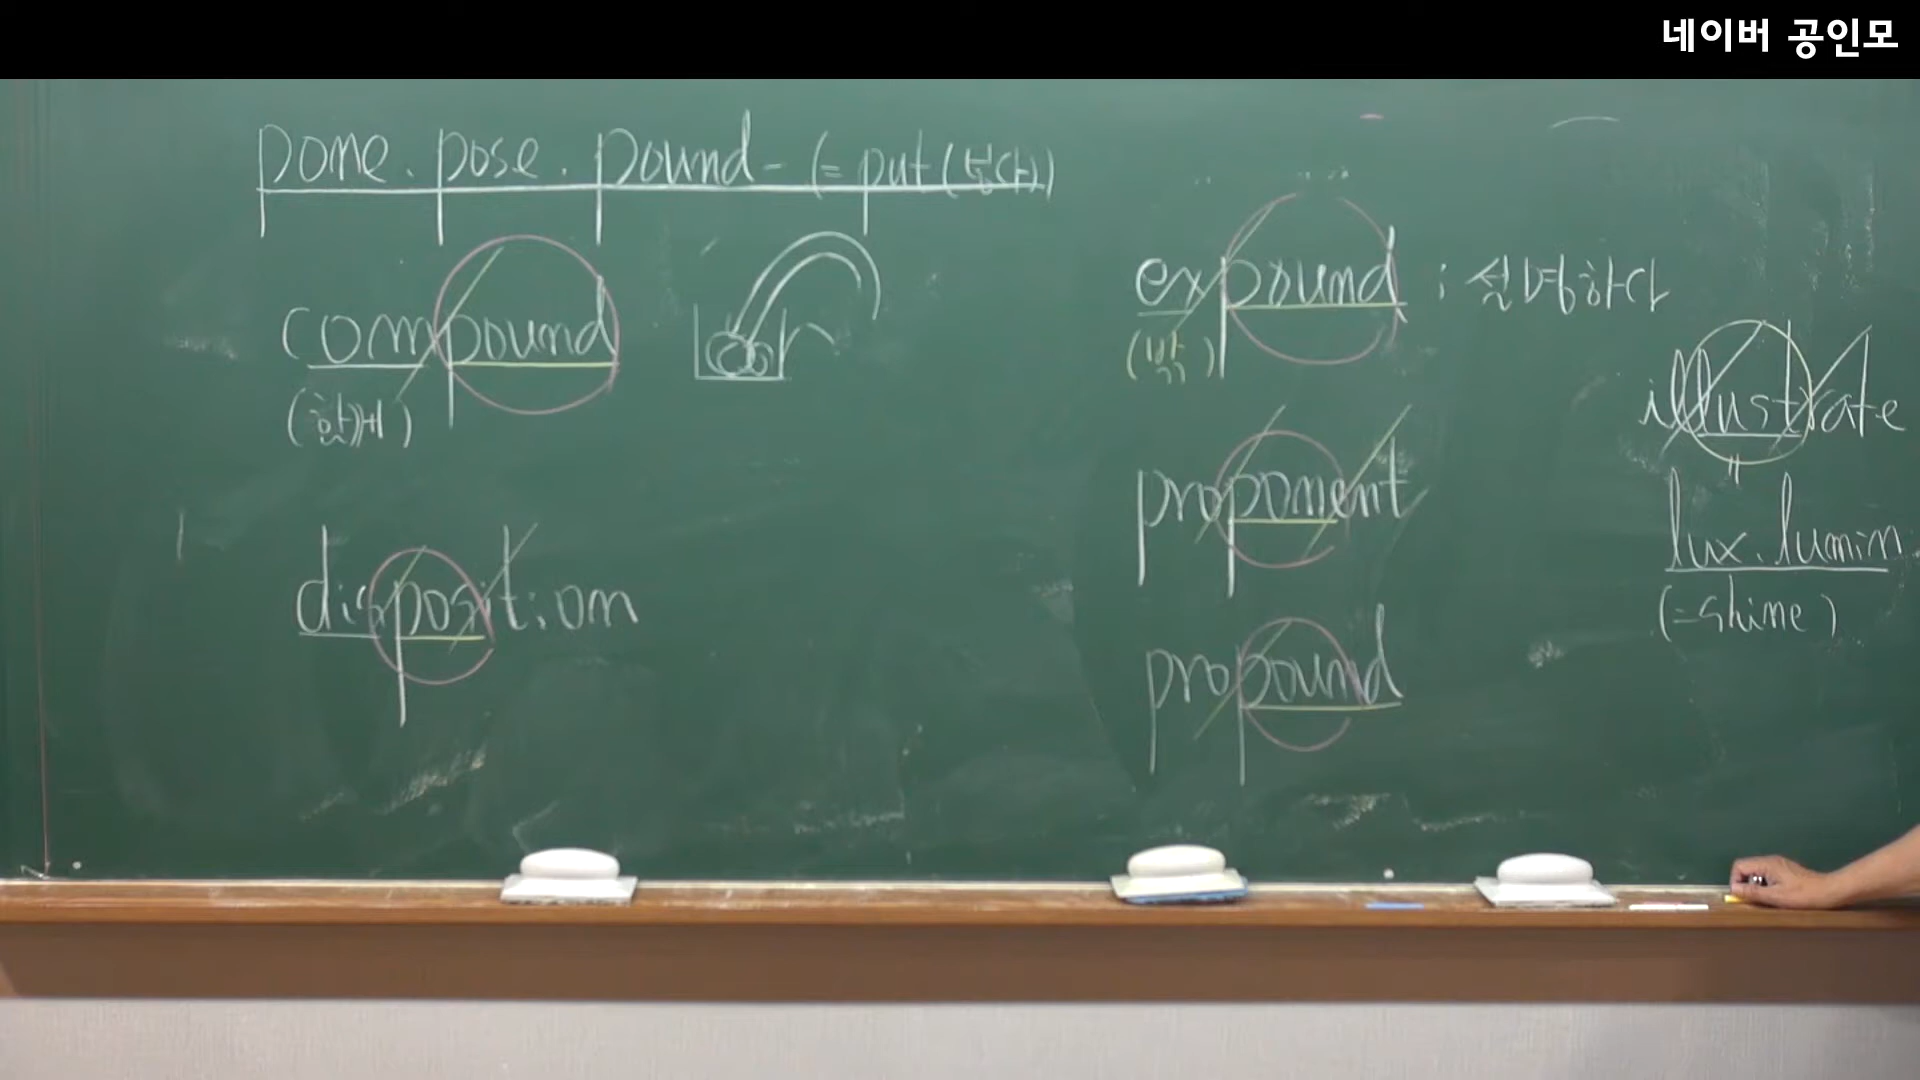 네이버 공인모
pone. pose. pound - (= put (놓다))
compound
(함께)
disposition
expound : 설명하다
(밖)
proponent
propound
illustrate
"
lux. lumin
(=shine)